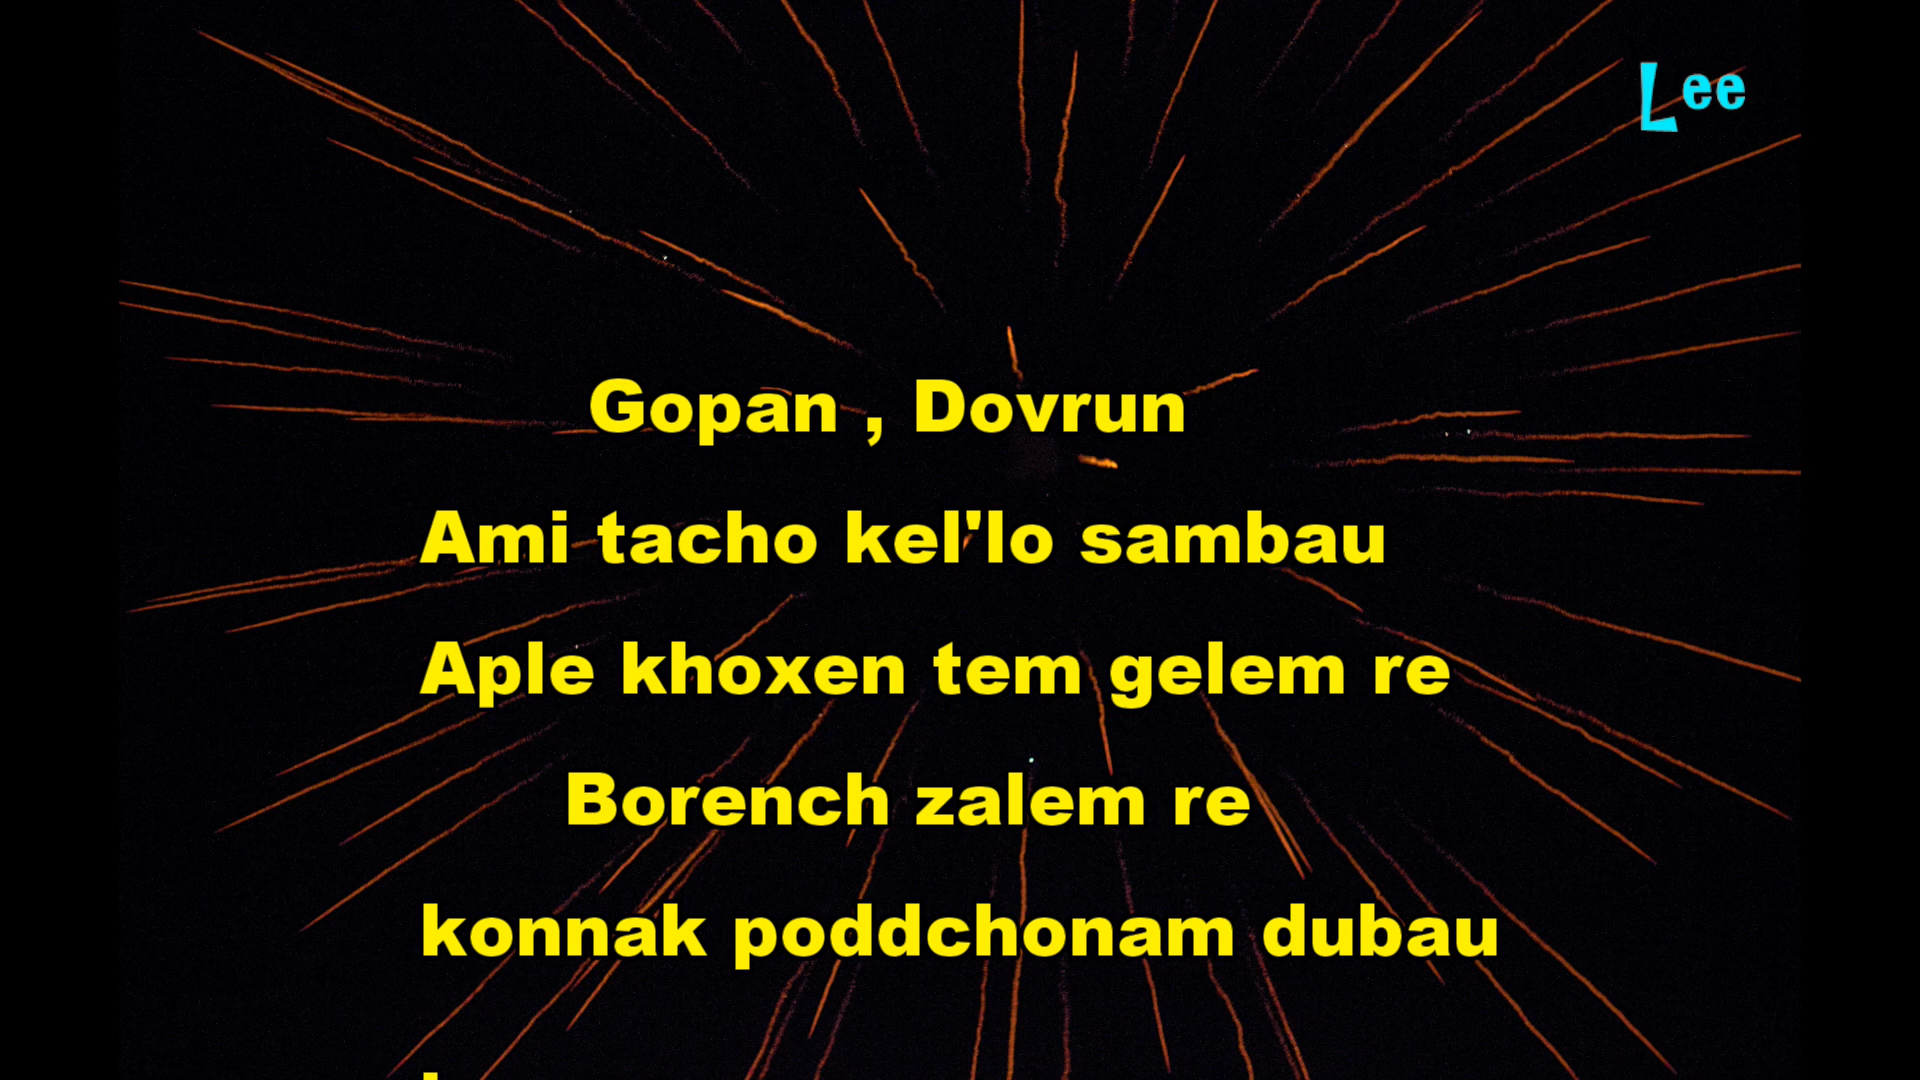 Lee
Gopan , Dovrun
Ami tacho kel'lo sambau
Aple khoxen tem gelem re
Borench zalem re
konnak poddchonam dubau